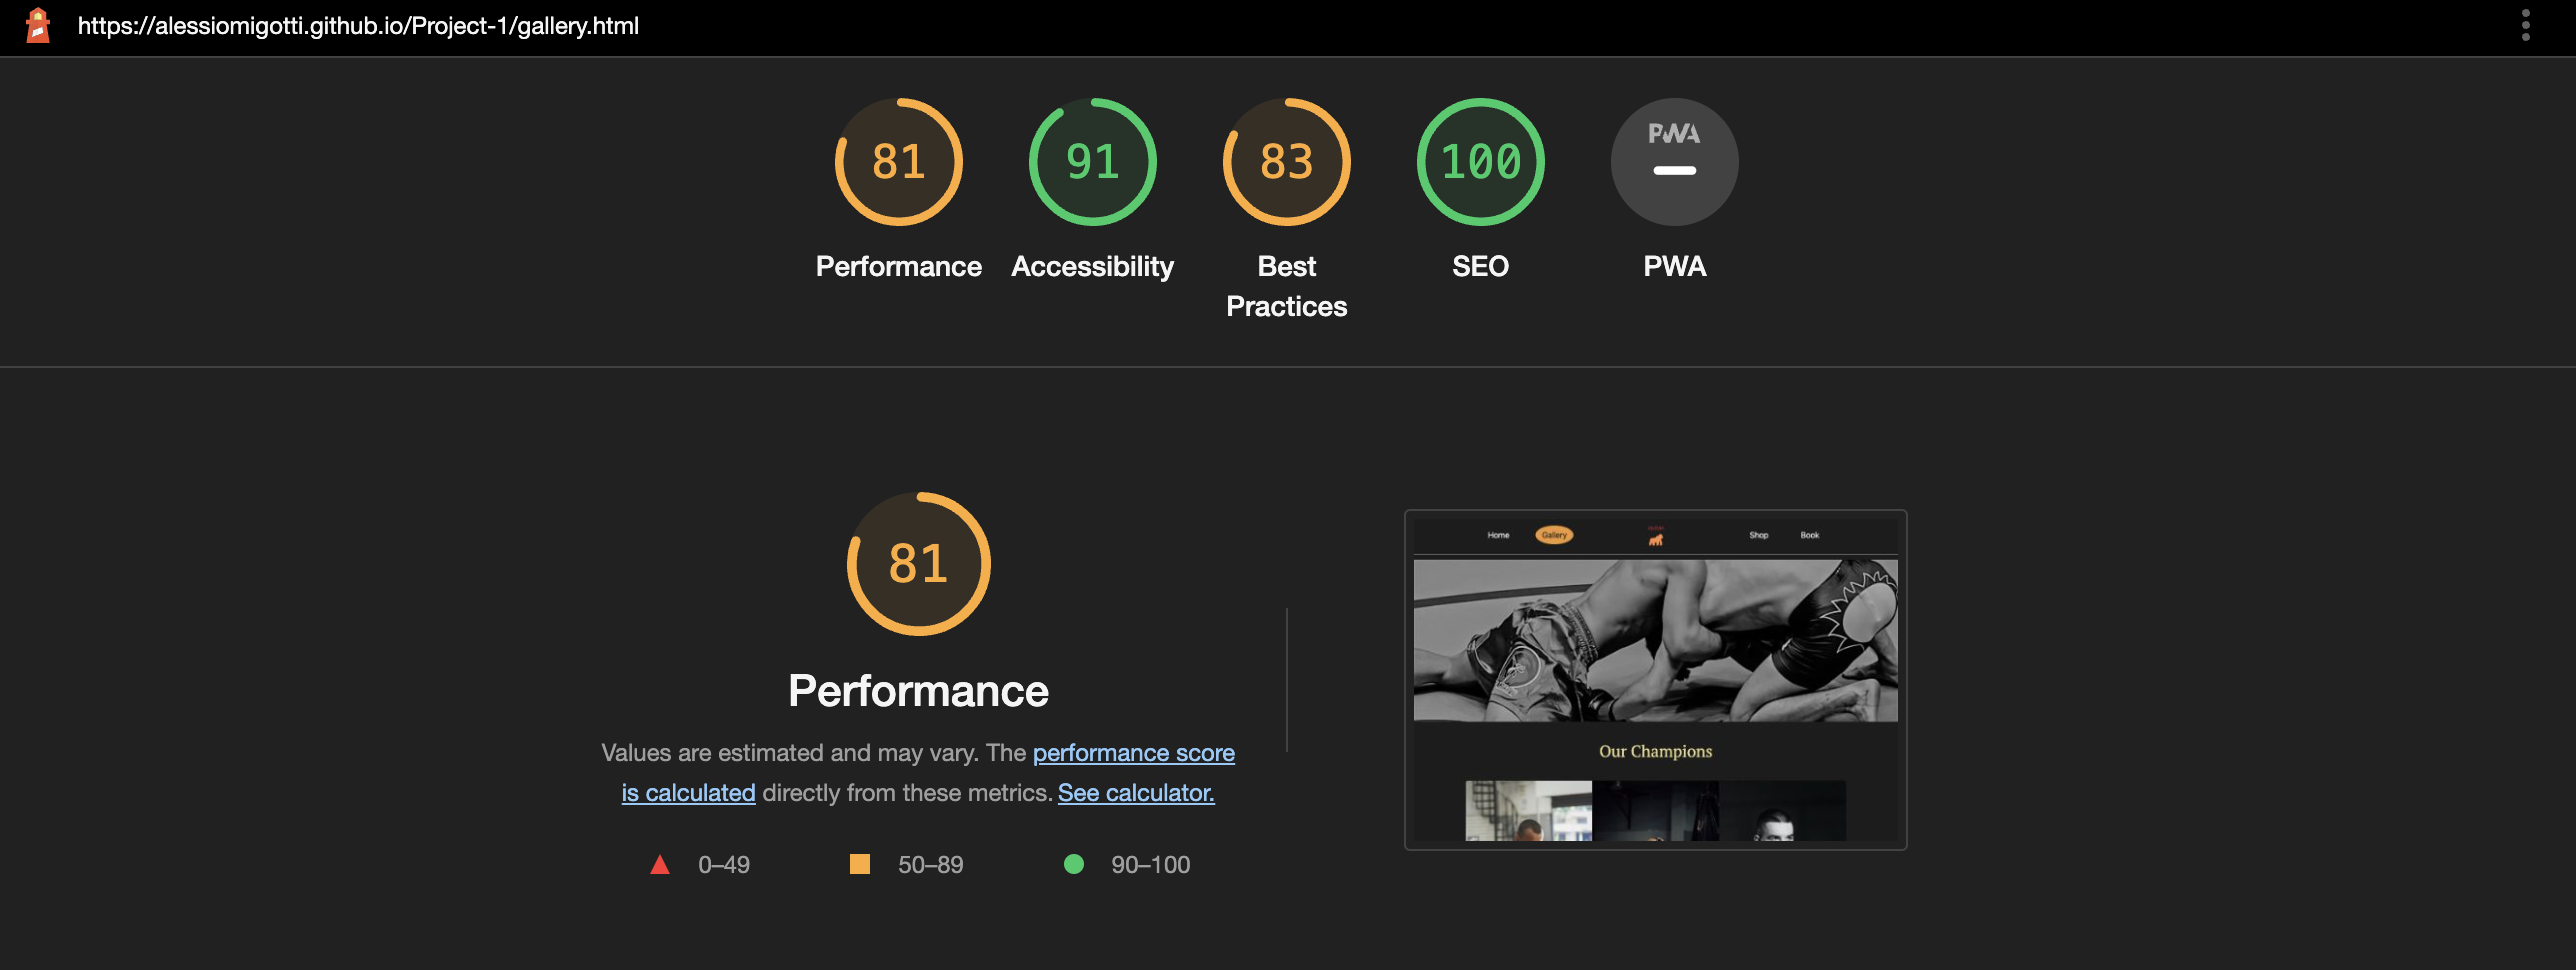 https://alessiomigotti.github.io/Project-1/gallery.html
81
91
83
100
PWA
Performance
Accessibility
Best
Practices
SEO
PWA
81
Performance
Values are estimated and may vary. The performance score
is calculated directly from these metrics. See calculator.
0–49
50–89
90–100
Home
Gallery
Shop
Book
Our Champions